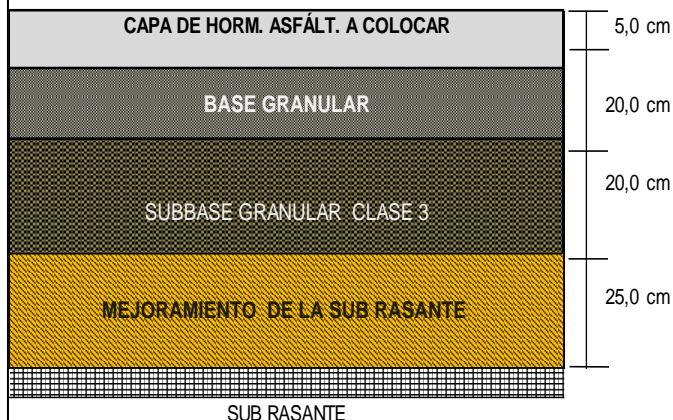 CAPA DE HORM. ASFÁLT. A COLOCAR
5,0 cm
BASE GRANULAR
20,0 cm
SUBBASE GRANULAR CLASE 3
20,0 cm
MEJORAMIENTO DE LA SUB RASANTE
25,0 cm
SUB RASANTE